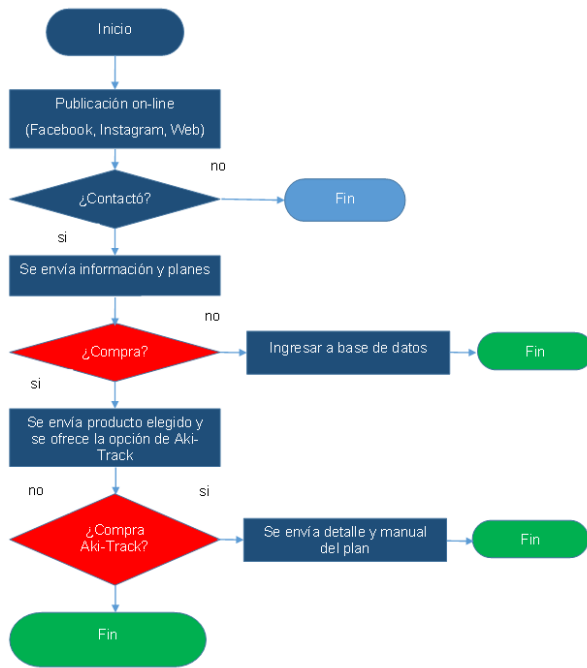 Inicio
Publicación on-line
(Facebook, Instagram, Web)
no
¿Contactó?
Fin
si
Se envía información y planes
no
¿Compra?
Ingresar a base de datos
Fin
si
Se envía producto elegido y
se ofrece la opción de Aki-
Track
no
si
¿Compra
Aki-Track?
Se envía detalle y manual
del plan
Fin
Fin